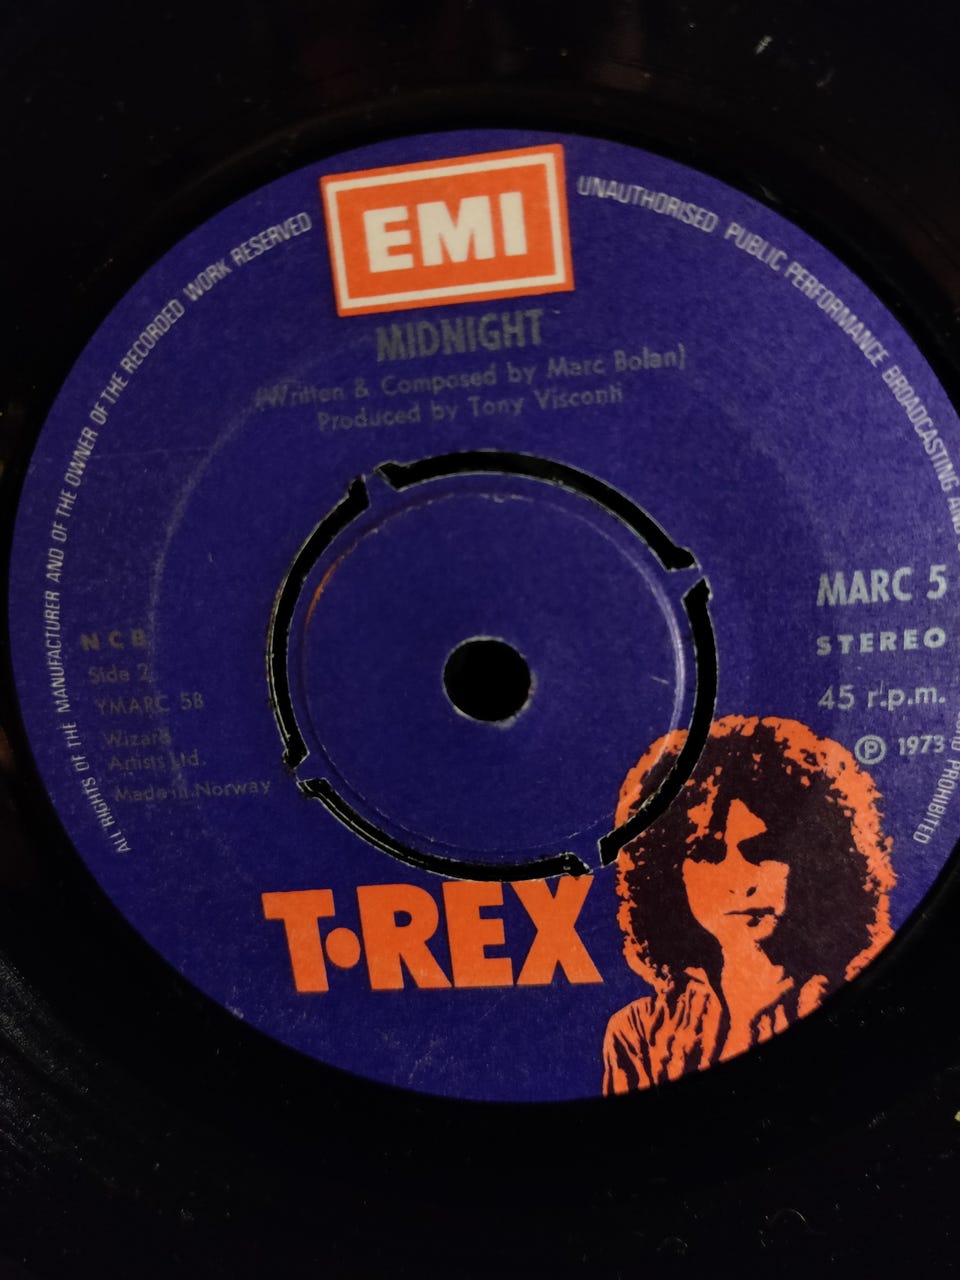 EMI
ALL RIGHTS OF THE MANUFACTURER AND OF THE OWNER OF THE RECORDED WORK RESERVED
UNAUTHORISED PUBLIC PERFORMANCE BROADCASTING AND
PROHIBITED
MIDNIGHT
(Written & Composed by Marc Bolan)
Produced by Tony Visconti
MARC 5
STEREO
45 r.p.m.
℗ 1973
NCB
Side 2
YMARC 5B
Wizard
Artists Ltd.
Made in Norway
T·REX